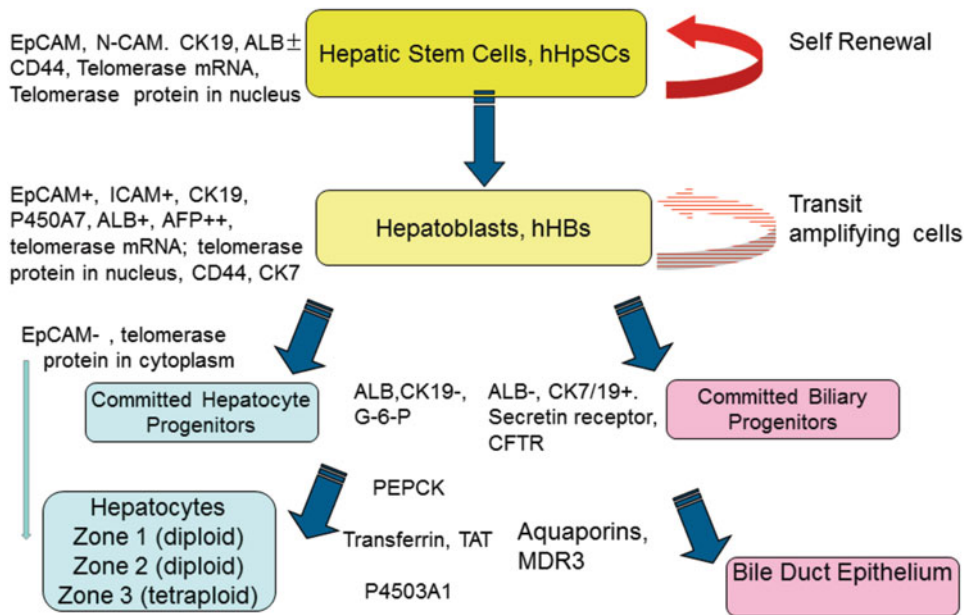 EpCAM, N-CAM. CK19, ALB±
CD44, Telomerase mRNA,
Telomerase protein in nucleus
Hepatic Stem Cells, hHpSCs
Self Renewal
EpCAM+, ICAM+, CK19,
P450A7, ALB+, AFP++,
telomerase mRNA; telomerase
protein in nucleus, CD44, CK7
Hepatoblasts, hHBs
Transit
amplifying cells
EpCAM- , telomerase
protein in cytoplasm
Committed Hepatocyte
Progenitors
ALB,CK19-,
G-6-P
ALB-, CK7/19+.
Secretin receptor,
CFTR
Committed Biliary
Progenitors
Hepatocytes
Zone 1 (diploid)
Zone 2 (diploid)
Zone 3 (tetraploid)
PEPCK
Transferrin, TAT
P4503A1
Aquaporins,
MDR3
Bile Duct Epithelium